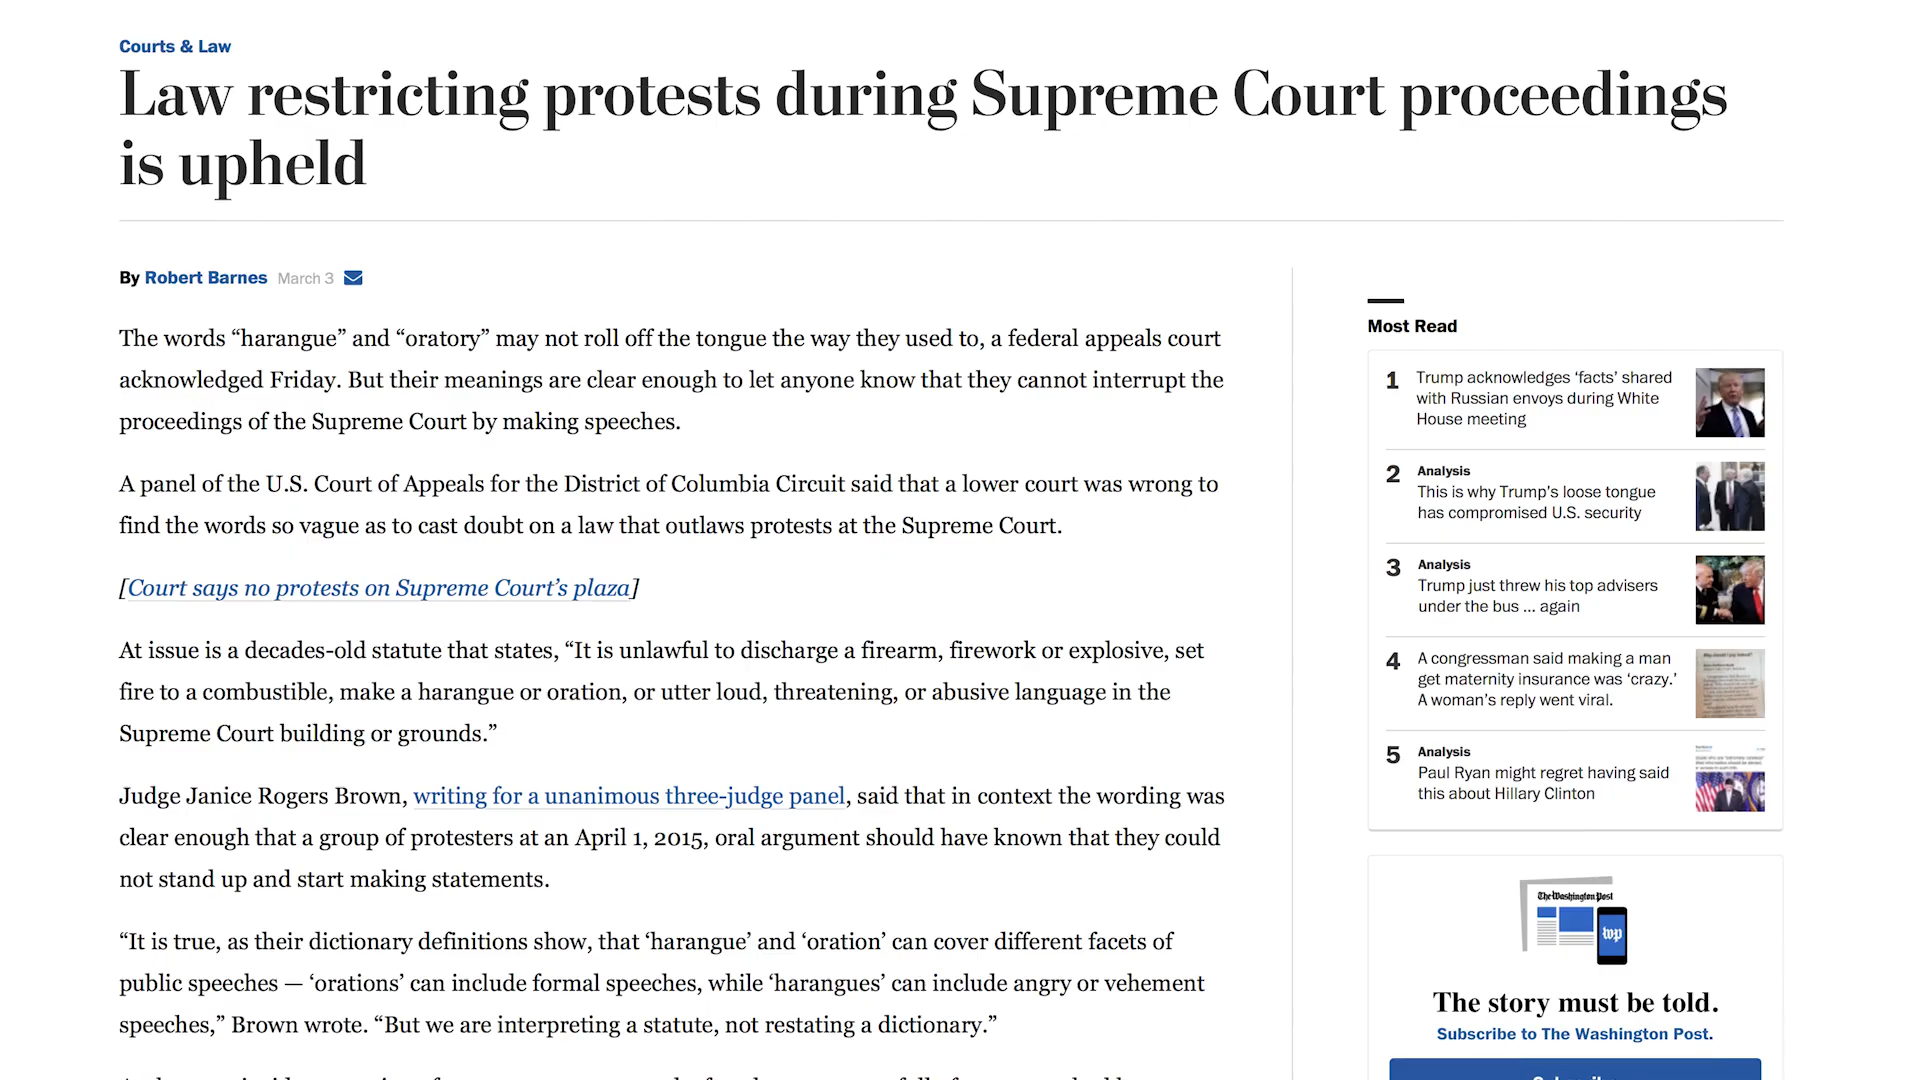 Courts & Law
Law restricting protests during Supreme Court proceedings
is upheld
By Robert Barnes March 3
The words “harangue” and “oratory” may not roll off the tongue the way they used to, a federal appeals court
acknowledged Friday. But their meanings are clear enough to let anyone know that they cannot interrupt the
proceedings of the Supreme Court by making speeches.
A panel of the U.S. Court of Appeals for the District of Columbia Circuit said that a lower court was wrong to
find the words so vague as to cast doubt on a law that outlaws protests at the Supreme Court.
[Court says no protests on Supreme Court’s plaza]
At issue is a decades-old statute that states, “It is unlawful to discharge a firearm, firework or explosive, set
fire to a combustible, make a harangue or oration, or utter loud, threatening, or abusive language in the
Supreme Court building or grounds.”
Judge Janice Rogers Brown, writing for a unanimous three-judge panel, said that in context the wording was
clear enough that a group of protesters at an April 1, 2015, oral argument should have known that they could
not stand up and start making statements.
“It is true, as their dictionary definitions show, that ‘harangue’ and ‘oration’ can cover different facets of
public speeches — ‘orations’ can include formal speeches, while ‘harangues’ can include angry or vehement
speeches,” Brown wrote. “But we are interpreting a statute, not restating a dictionary.”
Most Read
1 Trump acknowledges ‘facts’ shared
with Russian envoys during White
House meeting
2 Analysis
This is why Trump’s loose tongue
has compromised U.S. security
3 Analysis
Trump just threw his top advisers
under the bus ... again
4 A congressman said making a man
get maternity insurance was ‘crazy.’
A woman’s reply went viral.
5 Analysis
Paul Ryan might regret having said
this about Hillary Clinton
The Washington Post
wp
The story must be told.
Subscribe to The Washington Post.